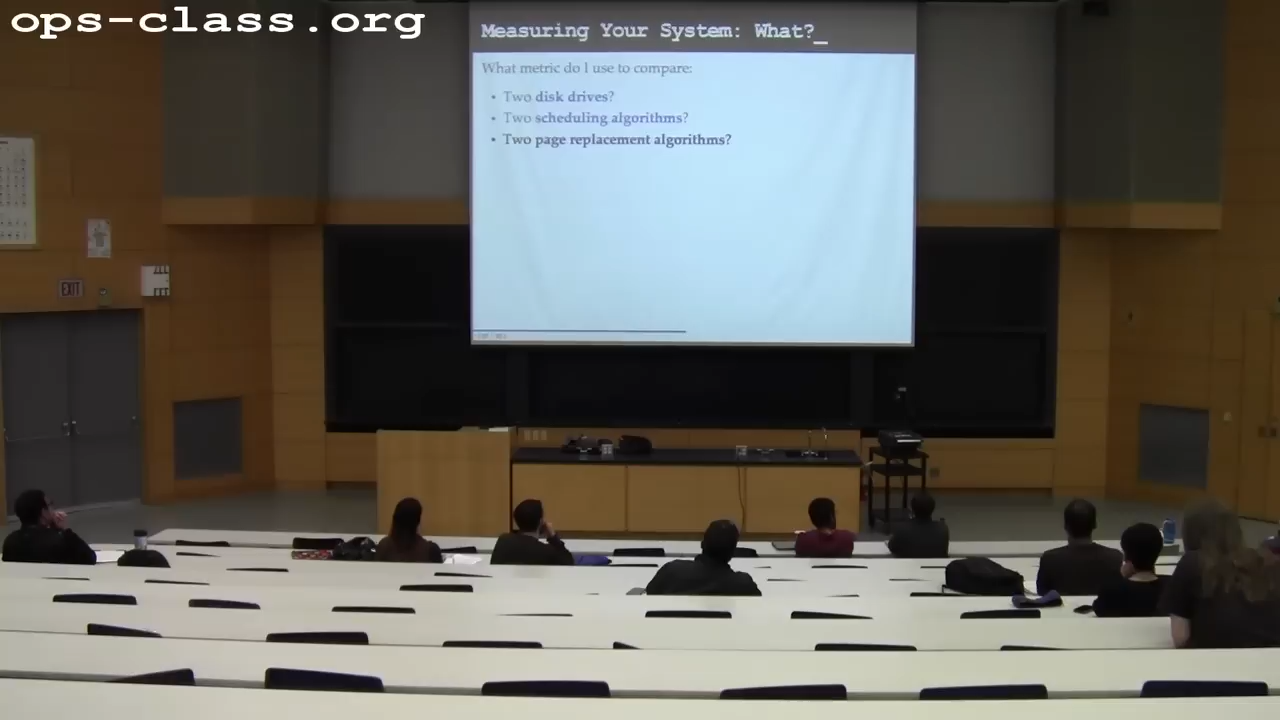 ops-class.org
Measuring Your System: What?_
What metric do I use to compare:
• Two disk drives?
• Two scheduling algorithms?
• Two page replacement algorithms?
EXIT